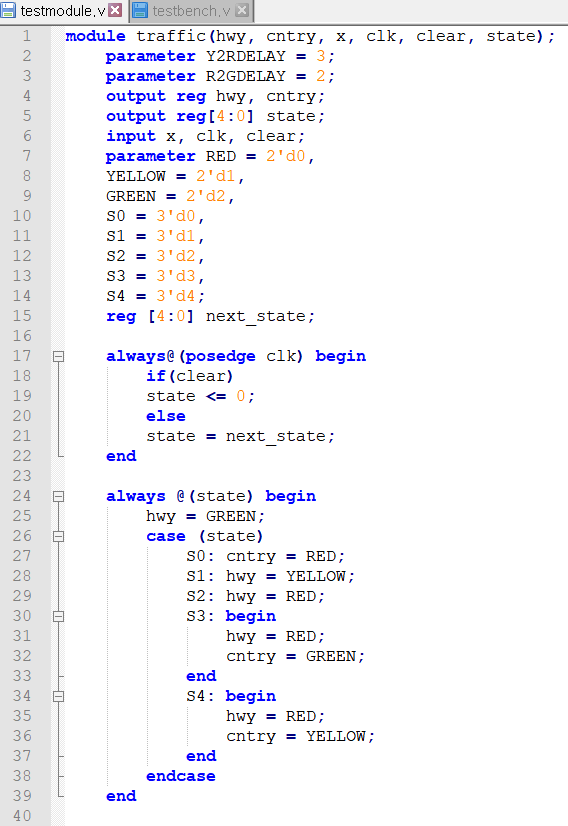 testmodule.v testbench.v
1 module traffic(hwy, cntry, x, clk, clear, state);
2 parameter Y2RDELAY = 3;
3 parameter R2GDELAY = 2;
4 output reg hwy, cntry;
5 output reg[4:0] state;
6 input x, clk, clear;
7 parameter RED = 2'd0,
8 YELLOW = 2'd1,
9 GREEN = 2'd2,
10 S0 = 3'd0,
11 S1 = 3'd1,
12 S2 = 3'd2,
13 S3 = 3'd3,
14 S4 = 3'd4;
15 reg [4:0] next_state;
16
17 always@(posedge clk) begin
18 if(clear)
19 state <= 0;
20 else
21 state = next_state;
22 end
23
24 always @(state) begin
25 hwy = GREEN;
26 case (state)
27 S0: cntry = RED;
28 S1: hwy = YELLOW;
29 S2: hwy = RED;
30 S3: begin
31 hwy = RED;
32 cntry = GREEN;
33 end
34 S4: begin
35 hwy = RED;
36 cntry = YELLOW;
37 end
38 endcase
39 end
40